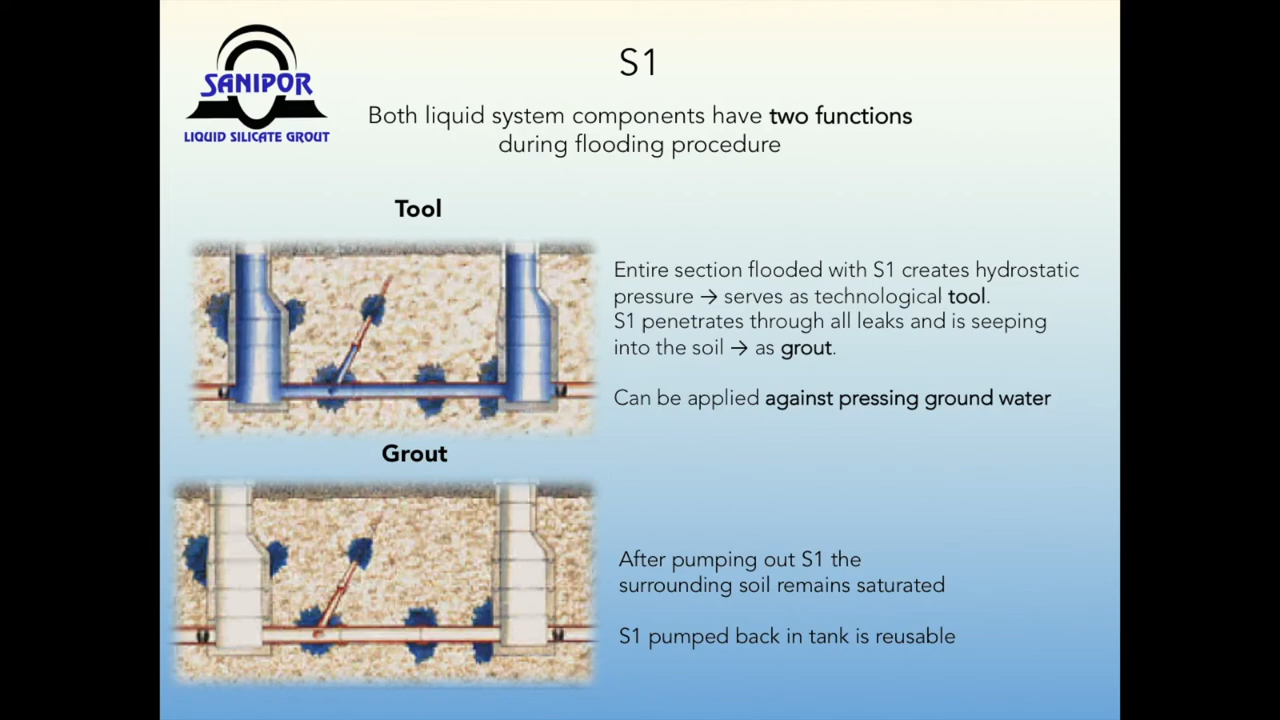 SANIPOR
LIQUID SILICATE GROUT
S1
Both liquid system components have two functions
during flooding procedure
Tool
Entire section flooded with S1 creates hydrostatic
pressure → serves as technological tool.
S1 penetrates through all leaks and is seeping
into the soil → as grout.
Can be applied against pressing ground water
Grout
After pumping out S1 the
surrounding soil remains saturated
S1 pumped back in tank is reusable